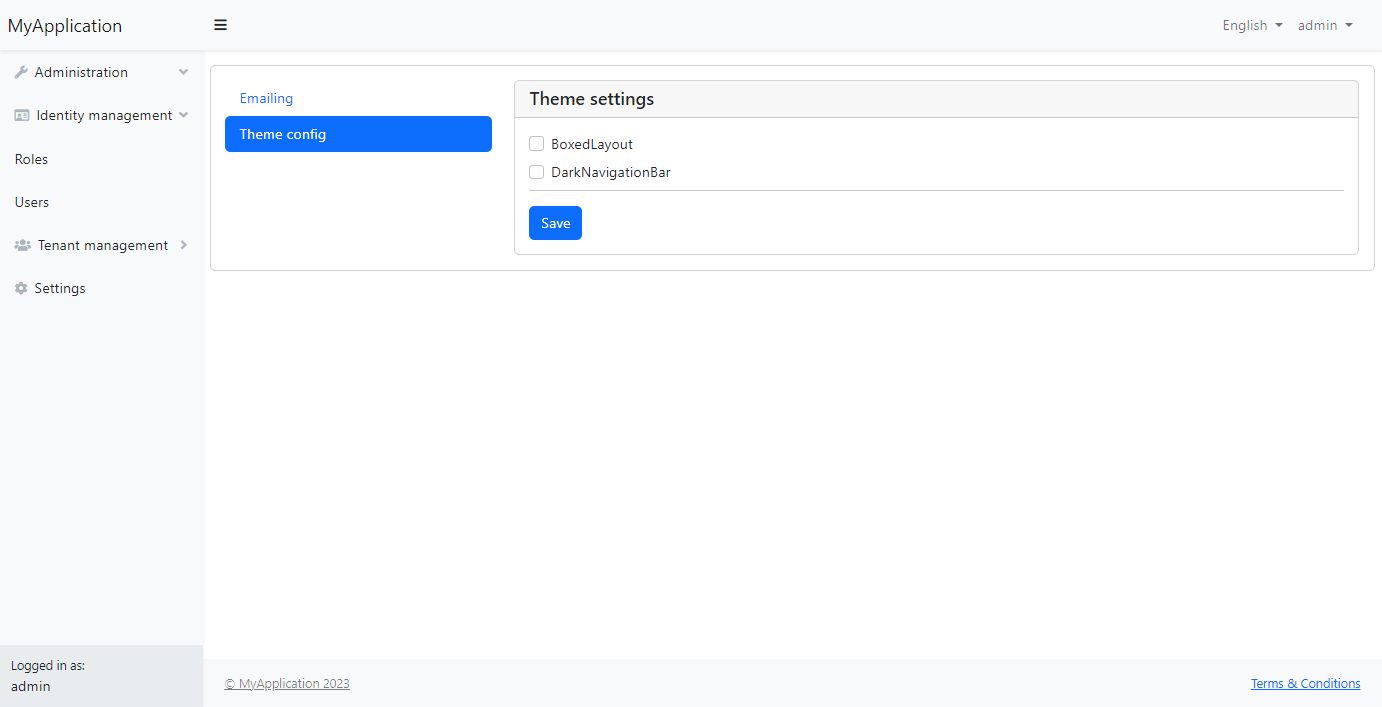 MyApplication
English
admin
Administration
Identity management
Roles
Users
Tenant management
Settings
Emailing
Theme config
Theme settings
BoxedLayout
DarkNavigationBar
Save
Logged in as:
admin
© MyApplication 2023
Terms & Conditions